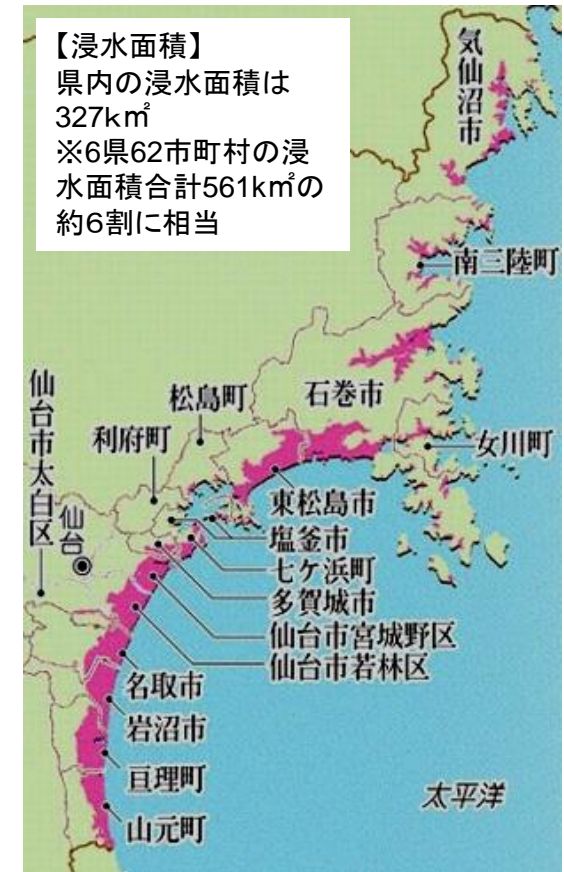 【浸水面積】
県内の浸水面積は
327k㎡
※6県62市町村の浸
水面積合計561k㎡の
約６割に相当
気仙沼市
南三陸町
石巻市
松島町
女川町
利府町
仙台市太白区
仙台
東松島市
塩釜市
七ケ浜町
多賀城市
仙台市宮城野区
仙台市若林区
名取市
岩沼市
亘理町
山元町
太平洋